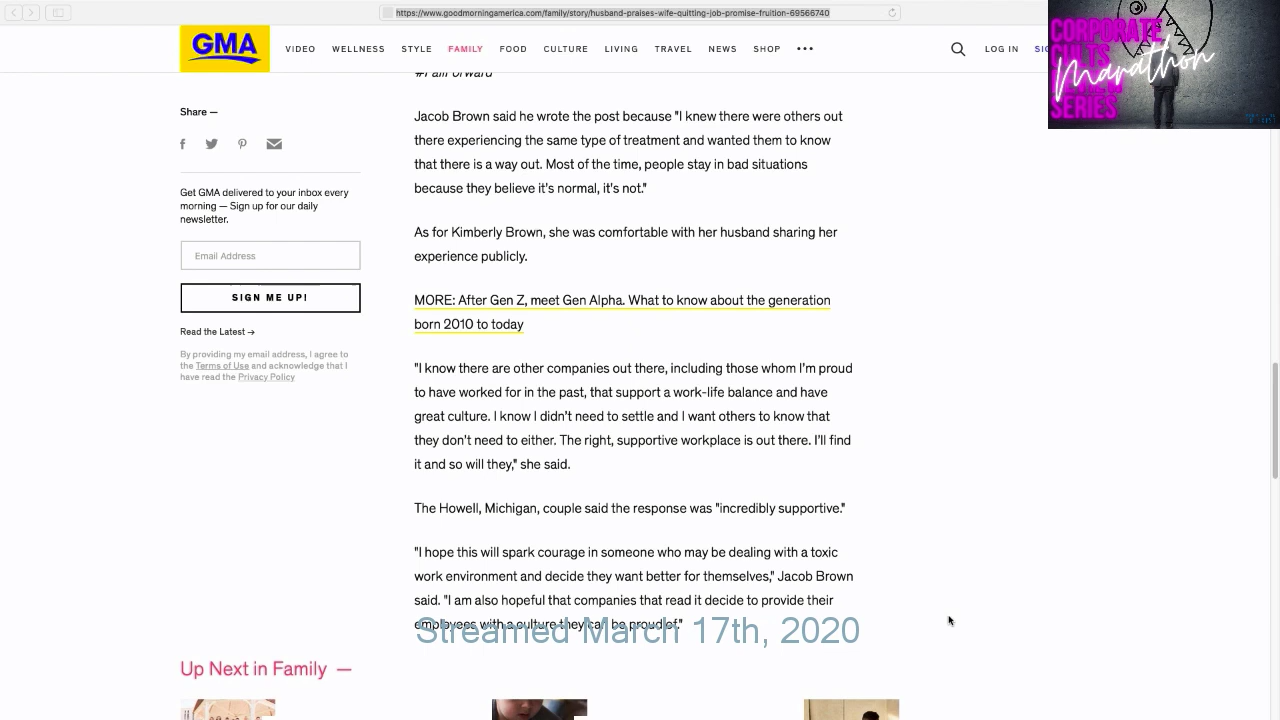 https://www.goodmorningamerica.com/family/story/husband-praises-wife-quitting-job-promise-fruition-69566740
GMA
VIDEO WELLNESS STYLE FAMILY FOOD CULTURE LIVING TRAVEL NEWS SHOP •••
LOG IN
CORPORATE
CULTS
Marathon
SERIES
#FailForward
Share —
Get GMA delivered to your inbox every
morning — Sign up for our daily
newsletter.
Email Address
SIGN ME UP!
Read the Latest →
By providing my email address, I agree to
the Terms of Use and acknowledge that I
have read the Privacy Policy
Jacob Brown said he wrote the post because "I knew there were others out
there experiencing the same type of treatment and wanted them to know
that there is a way out. Most of the time, people stay in bad situations
because they believe it's normal, it's not."
As for Kimberly Brown, she was comfortable with her husband sharing her
experience publicly.
MORE: After Gen Z, meet Gen Alpha. What to know about the generation
born 2010 to today
"I know there are other companies out there, including those whom I'm proud
to have worked for in the past, that support a work-life balance and have
great culture. I know I didn't need to settle and I want others to know that
they don't need to either. The right, supportive workplace is out there. I'll find
it and so will they," she said.
The Howell, Michigan, couple said the response was "incredibly supportive."
"I hope this will spark courage in someone who may be dealing with a toxic
work environment and decide they want better for themselves," Jacob Brown
said. "I am also hopeful that companies that read it decide to provide their
employees with a culture they can be proud of."
Streamed March 17th, 2020
Up Next in Family —